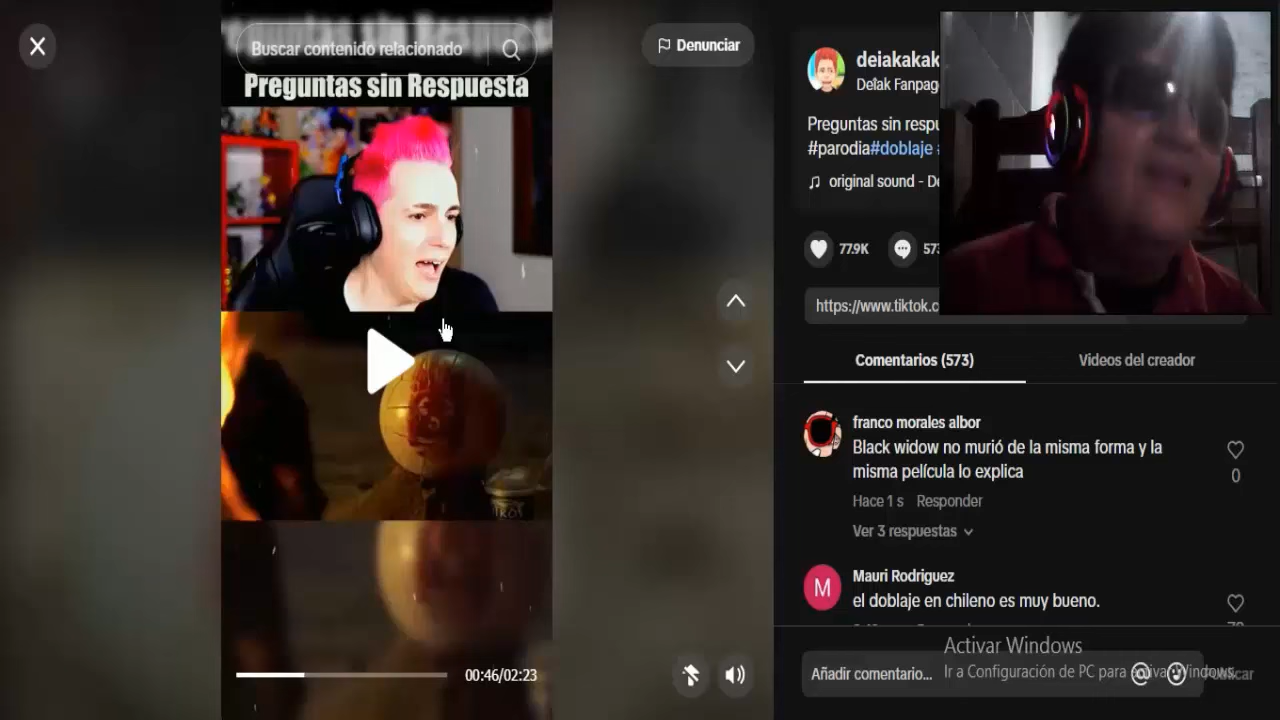 Buscar contenido relacionado
Preguntas sin Respuesta
Denunciar
00:46/02:23
deiakakak
Deïak Fanpag
Preguntas sin respu
#parodia#doblaje
original sound - De
77.9K
573
https://www.tiktok.c
Comentarios (573)
Videos del creador
franco morales albor
Black widow no murió de la misma forma y la
misma película lo explica
0
Hace 1 s Responder
Ver 3 respuestas
M
Mauri Rodriguez
el doblaje en chileno es muy bueno.
Activar Windows
Ir a Configuración de PC para activar Windows.
Añadir comentario...